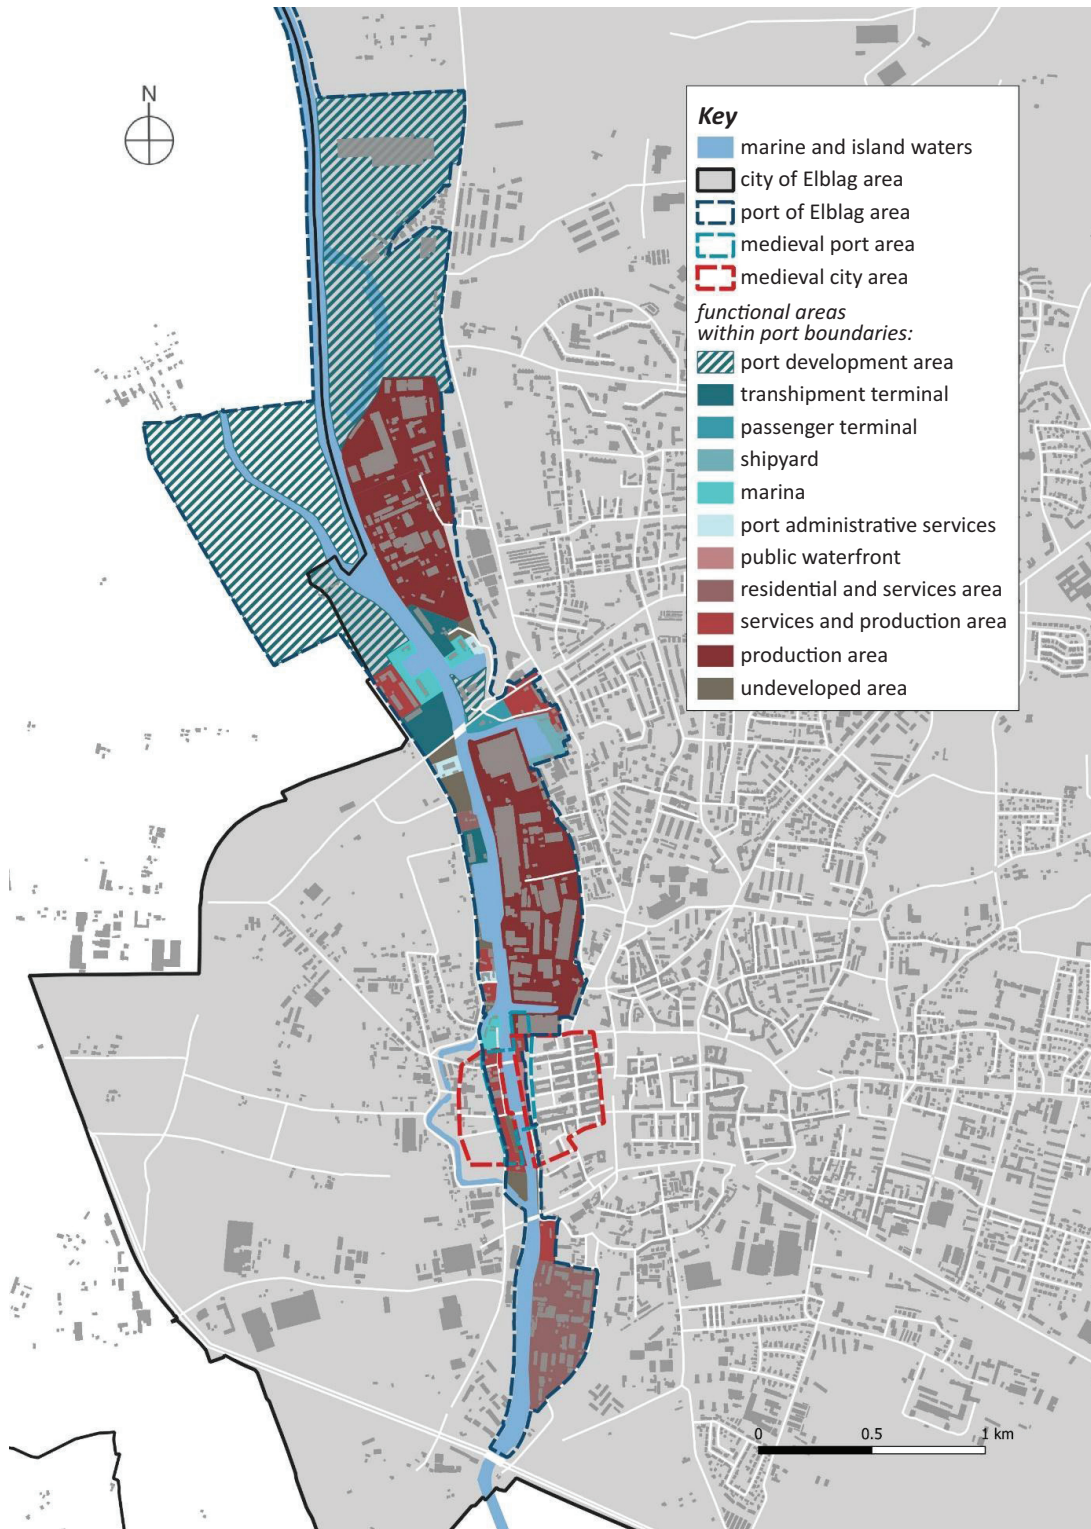 N
Key
marine and island waters
city of Elblag area
port of Elblag area
medieval port area
medieval city area
functional areas
within port boundaries:
port development area
transhipment terminal
passenger terminal
shipyard
marina
port administrative services
public waterfront
residential and services area
services and production area
production area
undeveloped area
0 0.5 1 km